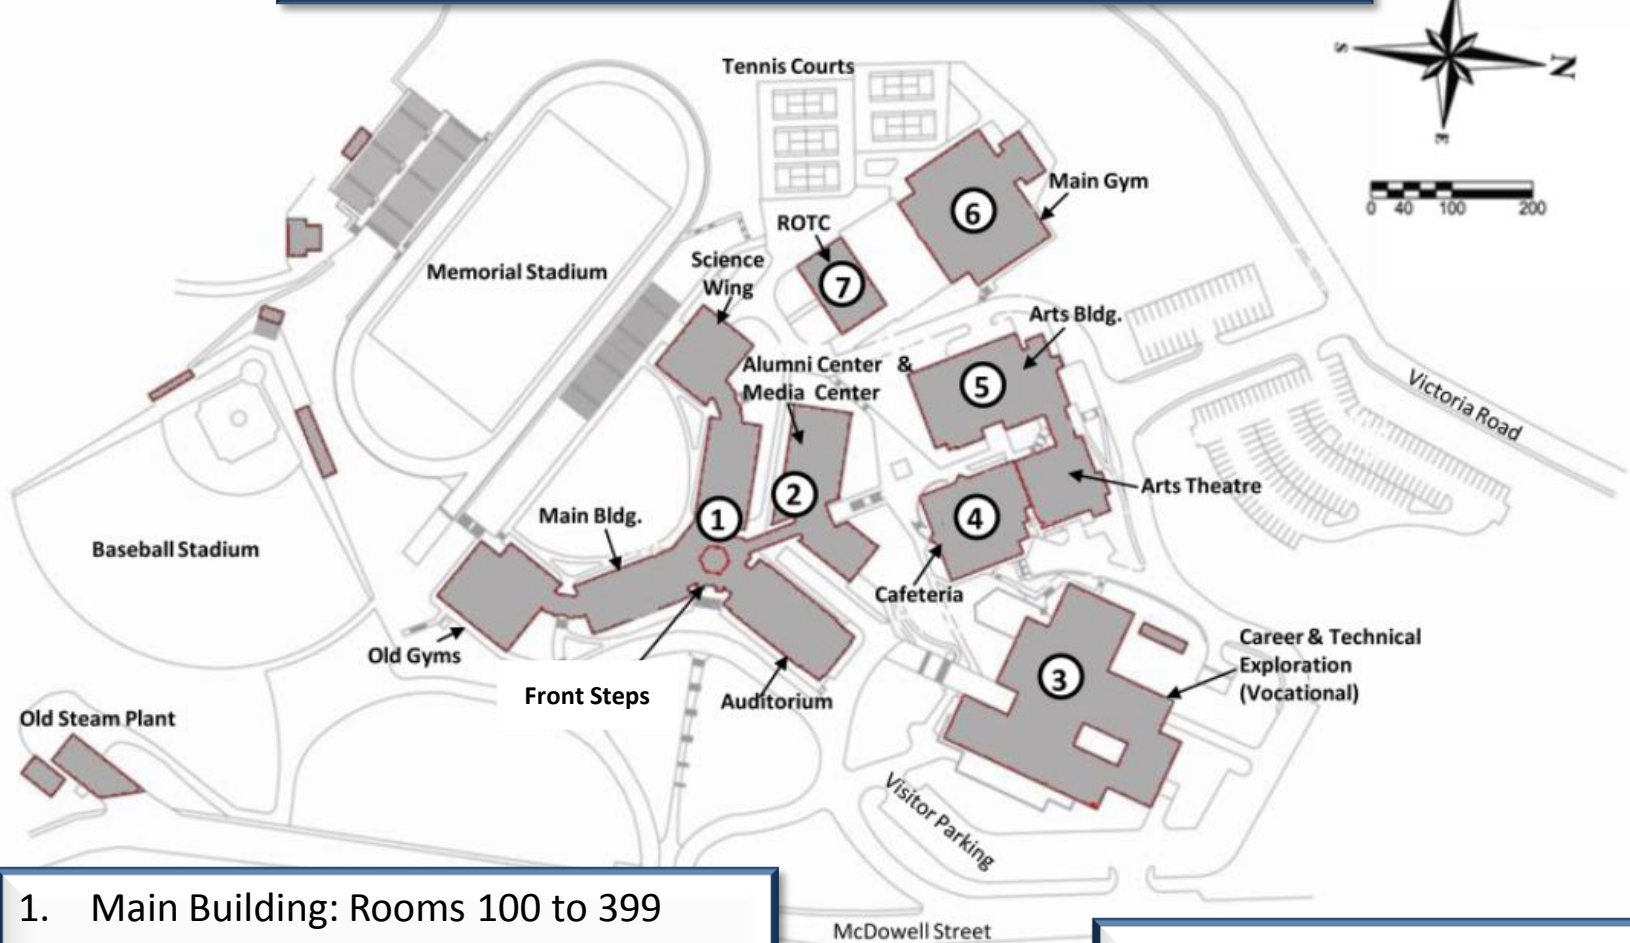 Tennis Courts
S
N
E
0 40 100 200
Main Gym
6
ROTC
7
Science
Wing
Memorial Stadium
Arts Bldg.
5
Alumni Center &
Media Center
Victoria Road
2
1
4
Arts Theatre
Main Bldg.
Baseball Stadium
Cafeteria
Old Gyms
Front Steps
Auditorium
3
Career & Technical
Exploration
(Vocational)
Old Steam Plant
Visitor Parking
1. Main Building: Rooms 100 to 399
McDowell Street